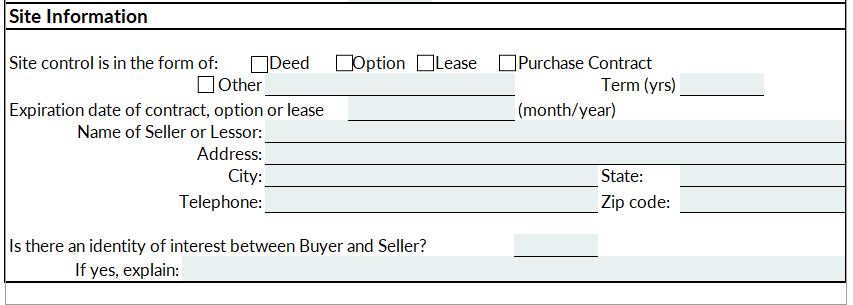 Site Information
Site control is in the form of: Deed Option Lease Purchase Contract
Other Term (yrs)
Expiration date of contract, option or lease (month/year)
Name of Seller or Lessor:
Address:
City: State:
Telephone: Zip code:
Is there an identity of interest between Buyer and Seller?
If yes, explain: